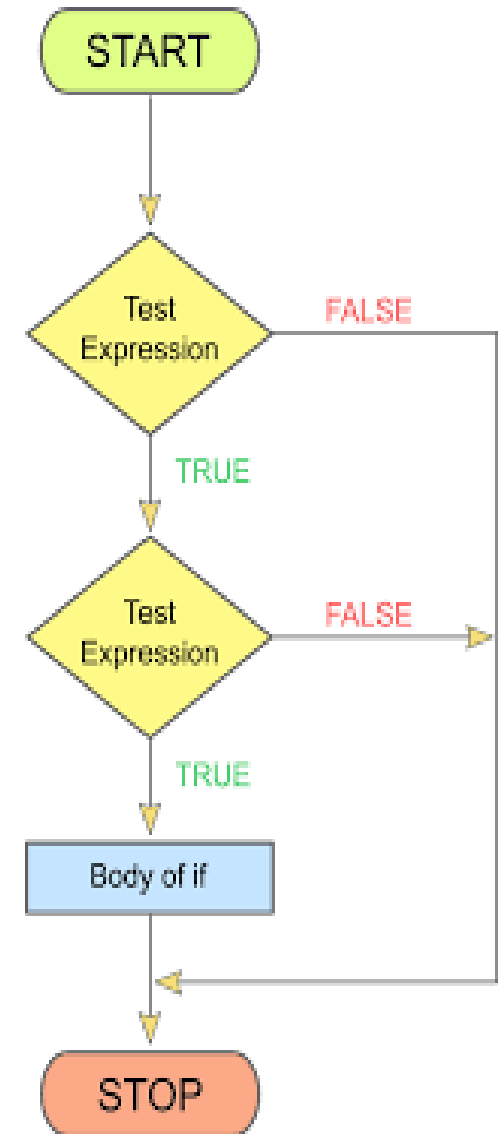 START
Test
Expression
FALSE
TRUE
Test
Expression
FALSE
TRUE
Body of if
STOP